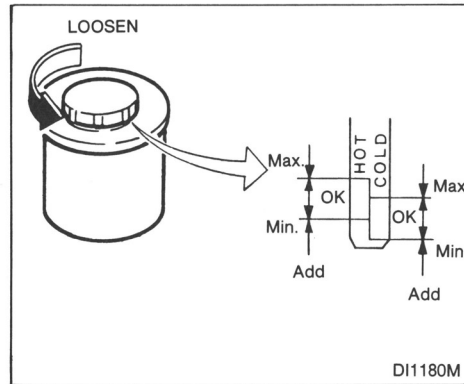 LOOSEN
HOT
COLD
Max.
OK
Min.
Add
Max
OK
Min
Add
DI1180M